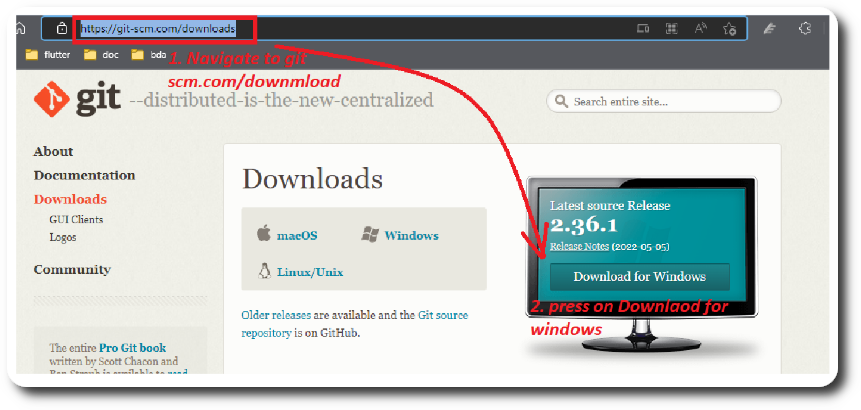 https://git-scm.com/downloads
flutter
doc
bda
1. Navigate to git
scm.com/downmload
git --distributed-is-the-new-centralized
Search entire site...
About
Documentation
Downloads
GUI Clients
Logos
Community
Downloads
macOS
Windows
Linux/Unix
Older releases are available and the Git source
repository is on GitHub.
Latest source Release
2.36.1
Release Notes (2022-05-05)
Download for Windows
2. press on Downlaod for
windows
The entire Pro Git book
written by Scott Chacon and
Ben Straub is available to read